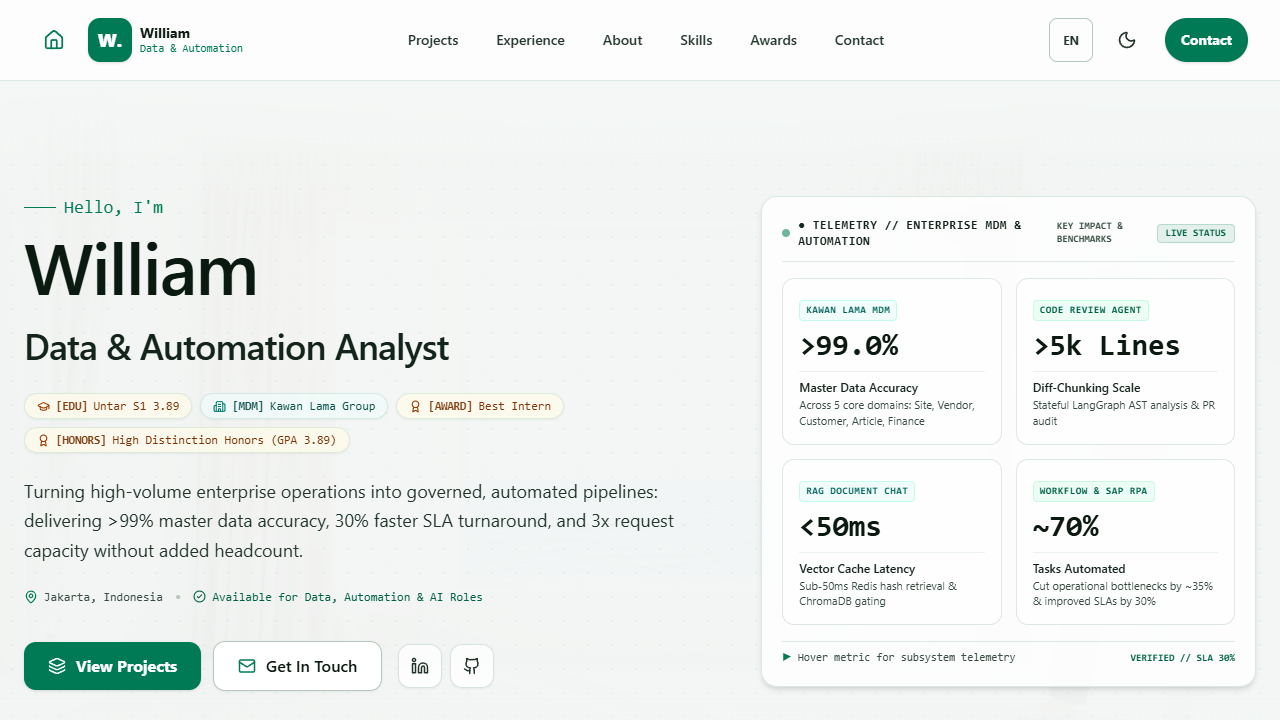 W.
William
Data & Automation
Projects
Experience
About
Skills
Awards
Contact
EN
Contact
Hello, I'm
William
Data & Automation Analyst
[EDU] Untar S1 3.89
[MDM] Kawan Lama Group
[AWARD] Best Intern
[HONORS] High Distinction Honors (GPA 3.89)
Turning high-volume enterprise operations into governed, automated pipelines:
delivering >99% master data accuracy, 30% faster SLA turnaround, and 3x request
capacity without added headcount.
Jakarta, Indonesia • Available for Data, Automation & AI Roles
View Projects
Get In Touch
● TELEMETRY // ENTERPRISE MDM &
AUTOMATION
KEY IMPACT &
BENCHMARKS
LIVE STATUS
KAWAN LAMA MDM
>99.0%
Master Data Accuracy
Across 5 core domains: Site, Vendor,
Customer, Article, Finance
CODE REVIEW AGENT
>5k Lines
Diff-Chunking Scale
Stateful LangGraph AST analysis & PR
audit
RAG DOCUMENT CHAT
<50ms
Vector Cache Latency
Sub-50ms Redis hash retrieval &
ChromaDB gating
WORKFLOW & SAP RPA
~70%
Tasks Automated
Cut operational bottlenecks by ~35%
& improved SLAs by 30%
► Hover metric for subsystem telemetry
VERIFIED // SLA 30%